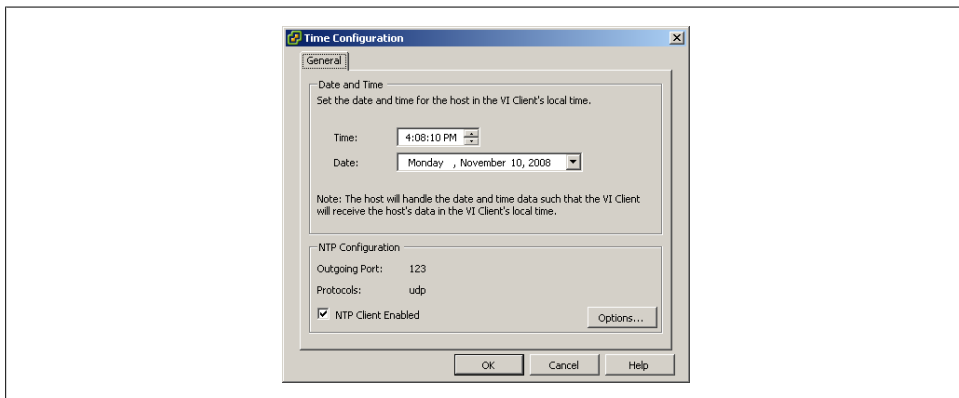 Time Configuration
General
Date and Time
Set the date and time for the host in the VI Client's local time.
Time: 4:08:10 PM
Date: Monday , November 10, 2008
Note: The host will handle the date and time data such that the VI Client
will receive the host's data in the VI Client's local time.
NTP Configuration
Outgoing Port: 123
Protocols: udp
NTP Client Enabled
Options...
OK Cancel Help